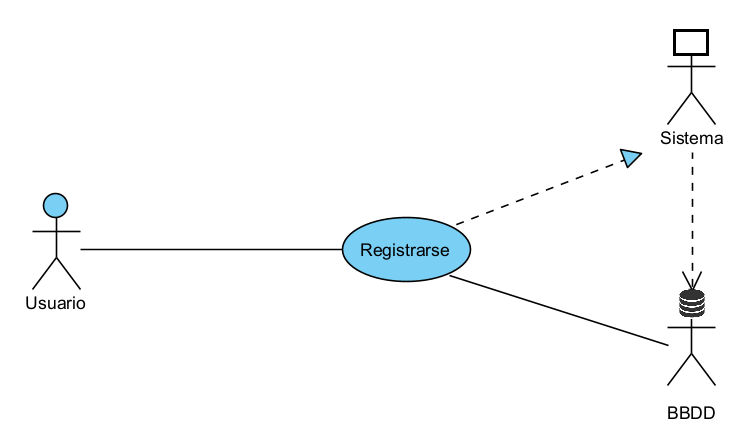 Sistema
Registrarse
Usuario
BBDD